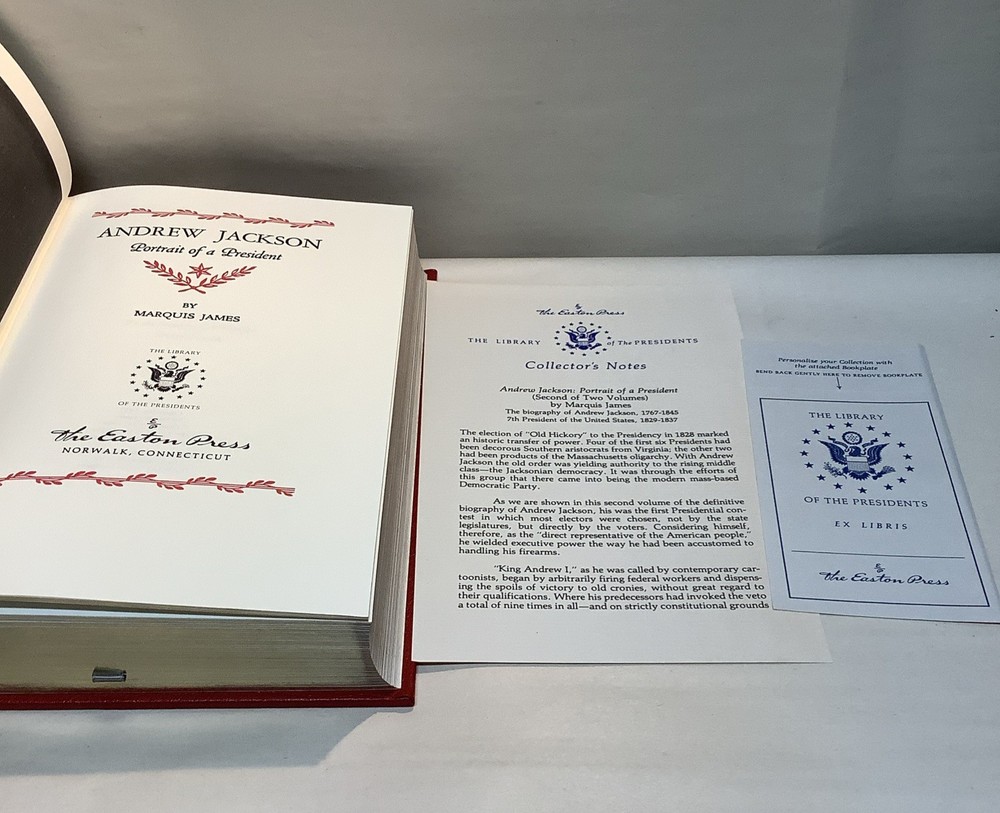 ANDREW JACKSON
Portrait of a President
BY
MARQUIS JAMES
THE LIBRARY
OF THE PRESIDENTS
The Easton Press
NORWALK, CONNECTICUT
The Easton Press
THE LIBRARY of The PRESIDENTS
Collector's Notes
Andrew Jackson: Portrait of a President
(Second of Two Volumes)
by Marquis James
The biography of Andrew Jackson, 1767-1845
7th President of the United States, 1829-1837
The election of "Old Hickory" to the Presidency in 1828 marked
an historic transfer of power. Four of the first six Presidents had
been decorous Southern aristocrats from Virginia; the other two
had been products of the Massachusetts oligarchy. With Andrew
Jackson the old order was yielding authority to the rising middle
class—the Jacksonian democracy. It was through the efforts of
this group that there came into being the modern mass-based
Democratic Party.
As we are shown in this second volume of the definitive
biography of Andrew Jackson, his was the first Presidential con-
test in which most electors were chosen, not by the state
legislatures, but directly by the voters. Considering himself,
therefore, as the "direct representative of the American people,"
he wielded executive power the way he had been accustomed to
handling his firearms.
"King Andrew I," as he was called by contemporary car-
toonists, began by arbitrarily firing federal workers and dispens-
ing the spoils of victory to old cronies, without great regard to
their qualifications. Where his predecessors had invoked the veto
a total of nine times in all—and on strictly constitutional grounds
Personalise your Collection with
the attached Bookplate
BEND BACK GENTLY HERE TO REMOVE BOOKPLATE
THE LIBRARY
OF THE PRESIDENTS
EX LIBRIS
The Easton Press